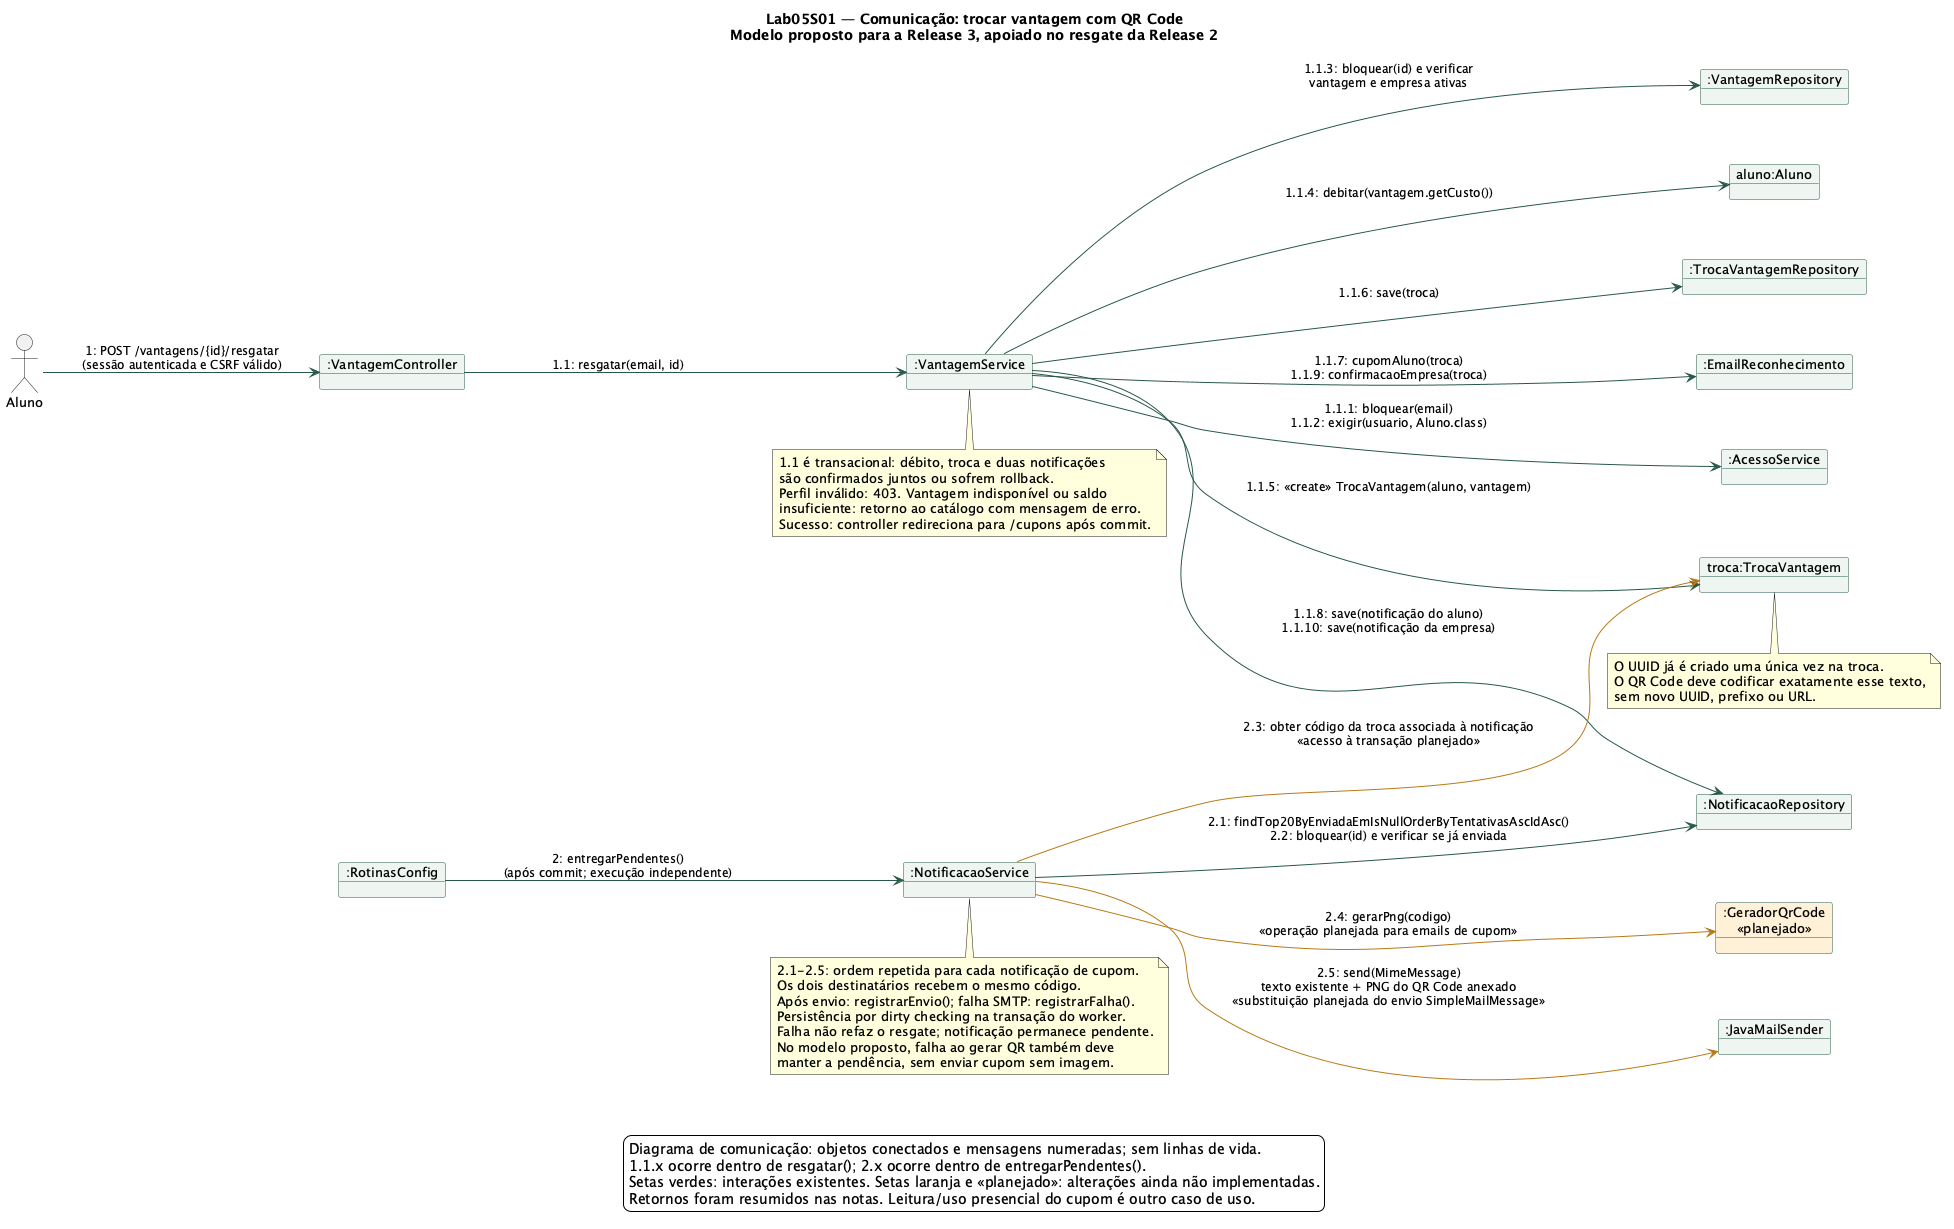 Lab05S01 — Comunicação: trocar vantagem com QR Code
Modelo proposto para a Release 3, apoiado no resgate da Release 2
1.1.3: bloquear(id) e verificar
vantagem e empresa ativas
:VantagemRepository
aluno:Aluno
1.1.4: debitar(vantagem.getCusto())
:TrocaVantagemRepository
1.1.6: save(troca)
1: POST /vantagens/{id}/resgatar
(sessão autenticada e CSRF válido)
Aluno
:VantagemController
1.1: resgatar(email, id)
:VantagemService
1.1.7: cupomAluno(troca)
1.1.9: confirmacaoEmpresa(troca)
:EmailReconhecimento
1.1.1: bloquear(email)
1.1.2: exigir(usuario, Aluno.class)
:AcessoService
1.1 é transacional: débito, troca e duas notificações
são confirmados juntos ou sofrem rollback.
Perfil inválido: 403. Vantagem indisponível ou saldo
insuficiente: retorno ao catálogo com mensagem de erro.
Sucesso: controller redireciona para /cupons após commit.
1.1.5: «create» TrocaVantagem(aluno, vantagem)
troca:TrocaVantagem
1.1.8: save(notificação do aluno)
1.1.10: save(notificação da empresa)
O UUID já é criado uma única vez na troca.
O QR Code deve codificar exatamente esse texto,
sem novo UUID, prefixo ou URL.
2.3: obter código da troca associada à notificação
«acesso à transação planejado»
:NotificacaoRepository
2.1: findTop20ByEnviadaEmIsNullOrderByTentativasAscIdAsc()
2.2: bloquear(id) e verificar se já enviada
:RotinasConfig
2: entregarPendentes()
(após commit; execução independente)
:NotificacaoService
2.4: gerarPng(codigo)
«operação planejada para emails de cupom»
:GeradorQrCode
«planejado»
2.1–2.5: ordem repetida para cada notificação de cupom.
Os dois destinatários recebem o mesmo código.
Após envio: registrarEnvio(); falha SMTP: registrarFalha().
Persistência por dirty checking na transação do worker.
Falha não refaz o resgate; notificação permanece pendente.
No modelo proposto, falha ao gerar QR também deve
manter a pendência, sem enviar cupom sem imagem.
2.5: send(MimeMessage)
texto existente + PNG do QR Code anexado
«substituição planejada do envio SimpleMailMessage»
:JavaMailSender
Diagrama de comunicação: objetos conectados e mensagens numeradas; sem linhas de vida.
1.1.x ocorre dentro de resgatar(); 2.x ocorre dentro de entregarPendentes().
Setas verdes: interações existentes. Setas laranja e «planejado»: alterações ainda não implementadas.
Retornos foram resumidos nas notas. Leitura/uso presencial do cupom é outro caso de uso.